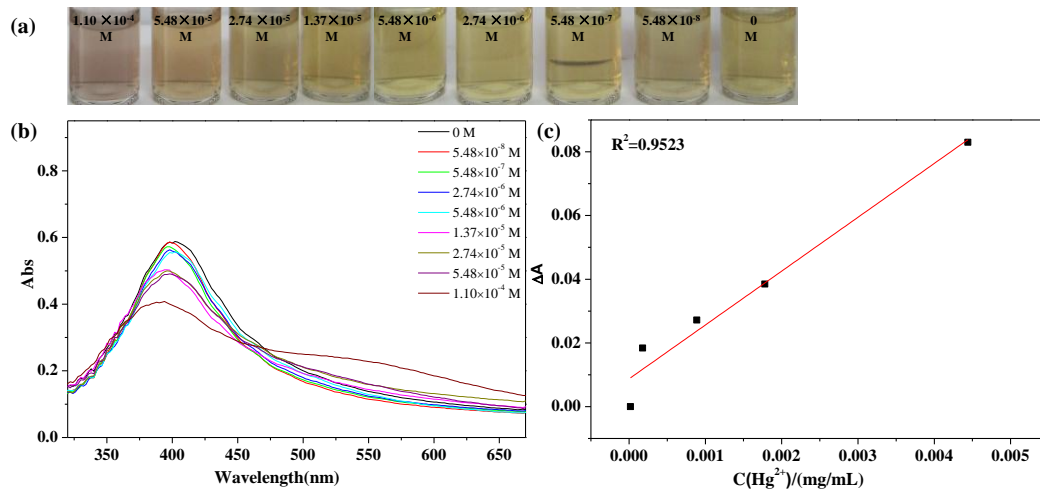 (a)
1.10 ×10⁻⁴ M
5.48×10⁻⁵ M
2.74 ×10⁻⁵ M
1.37×10⁻⁵ M
5.48×10⁻⁶ M
2.74 ×10⁻⁶ M
5.48 ×10⁻⁷ M
5.48×10⁻⁸ M
0 M
(b)
0.8
0.6
0.4
0.2
0.0
Abs
350 400 450 500 550 600 650
Wavelength(nm)
0 M
5.48×10⁻⁸ M
5.48×10⁻⁷ M
2.74×10⁻⁶ M
5.48×10⁻⁶ M
1.37×10⁻⁵ M
2.74×10⁻⁵ M
5.48×10⁻⁵ M
1.10×10⁻⁴ M
(c)
R²=0.9523
0.08
0.06
0.04
0.02
0.00
ΔA
0.000 0.001 0.002 0.003 0.004 0.005
C(Hg²⁺)/(mg/mL)